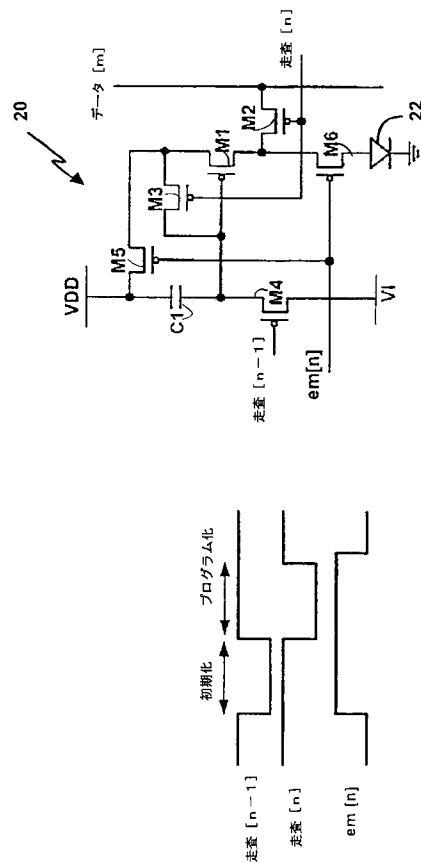 20
データ［m］
VDD
M5
M3
M1
走査［n］
M2
C1
M4
M6
22
走査［n－1］
VI
em[n]
初期化
プログラム化
走査［n－1］
走査［n］
em [n]